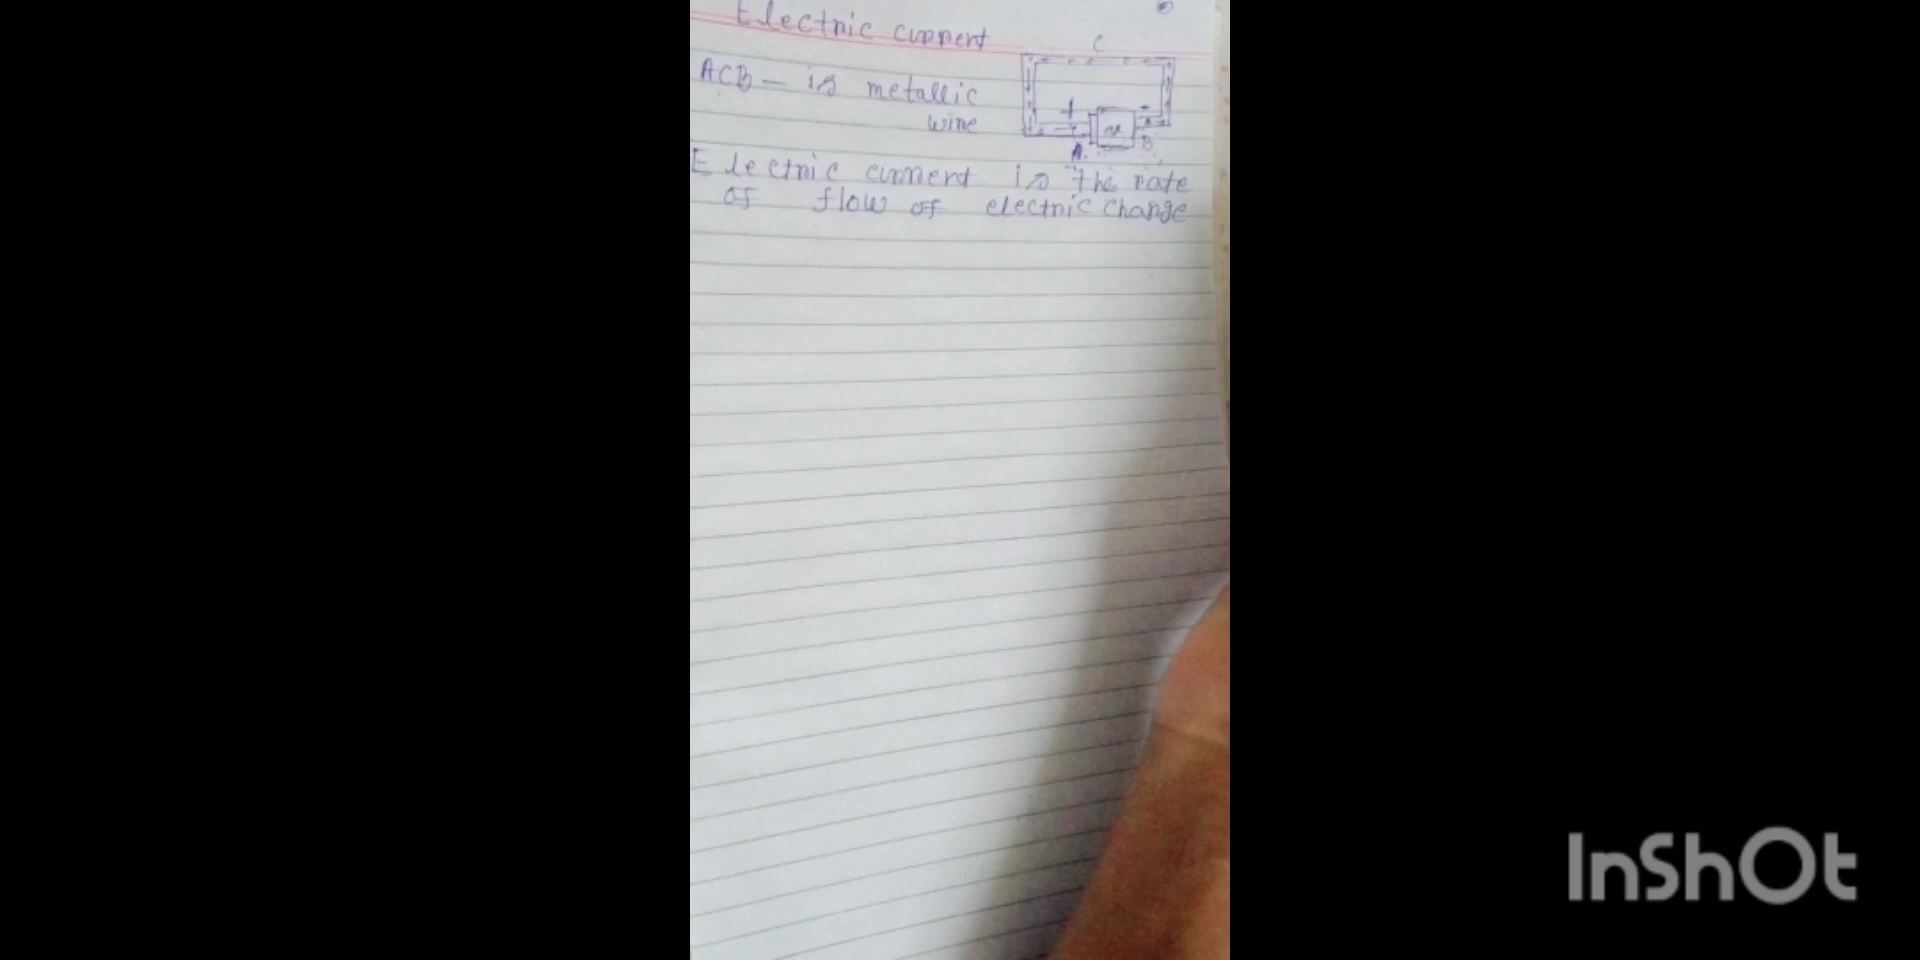 Electric current
C
ACB - is metallic
wire
+
A.
B
Electric current is the rate
of flow of electric charge
InShOt